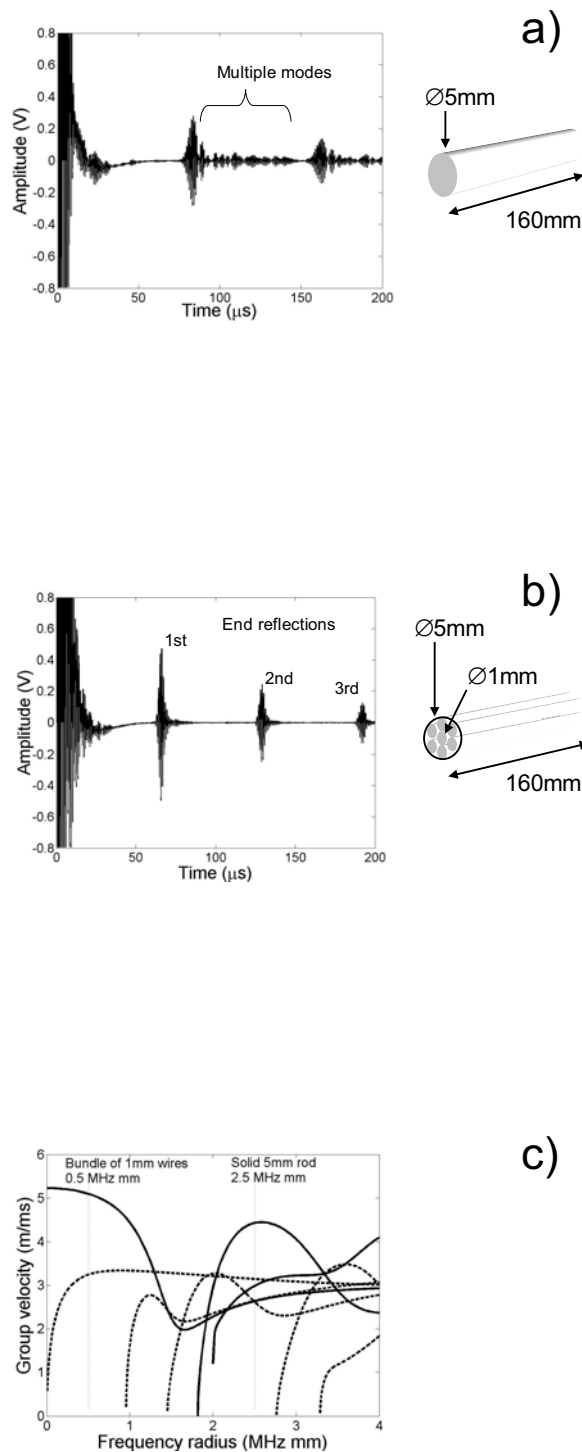 a)
0.8
0.6
0.4
0.2
0
-0.2
-0.4
-0.6
-0.8
Amplitude (V)
Multiple modes
0
50
100
150
200
Time (μs)
∅5mm
160mm
b)
0.8
0.6
0.4
0.2
0
-0.2
-0.4
-0.6
-0.8
Amplitude (V)
End reflections
1st
2nd
3rd
0
50
100
150
200
Time (μs)
∅5mm
∅1mm
160mm
c)
6
5
4
3
2
1
0
Group velocity (m/ms)
Bundle of 1mm wires
0.5 MHz mm
Solid 5mm rod
2.5 MHz mm
0
1
2
3
4
Frequency radius (MHz mm)